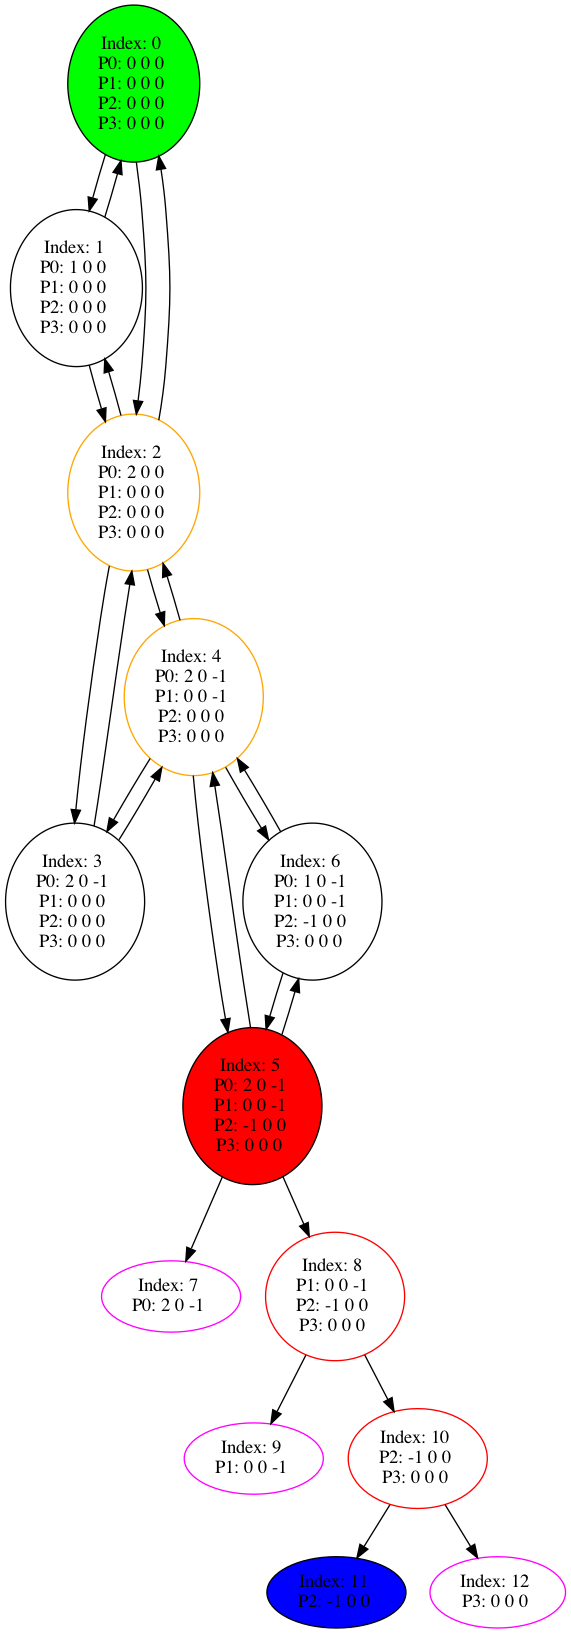 Index: 0
P0: 0 0 0
P1: 0 0 0
P2: 0 0 0
P3: 0 0 0
Index: 1
P0: 1 0 0
P1: 0 0 0
P2: 0 0 0
P3: 0 0 0
Index: 2
P0: 2 0 0
P1: 0 0 0
P2: 0 0 0
P3: 0 0 0
Index: 4
P0: 2 0 -1
P1: 0 0 -1
P2: 0 0 0
P3: 0 0 0
Index: 3
P0: 2 0 -1
P1: 0 0 0
P2: 0 0 0
P3: 0 0 0
Index: 6
P0: 1 0 -1
P1: 0 0 -1
P2: -1 0 0
P3: 0 0 0
Index: 5
P0: 2 0 -1
P1: 0 0 -1
P2: -1 0 0
P3: 0 0 0
Index: 7
P0: 2 0 -1
Index: 8
P1: 0 0 -1
P2: -1 0 0
P3: 0 0 0
Index: 9
P1: 0 0 -1
Index: 10
P2: -1 0 0
P3: 0 0 0
Index: 11
P2: -1 0 0
Index: 12
P3: 0 0 0